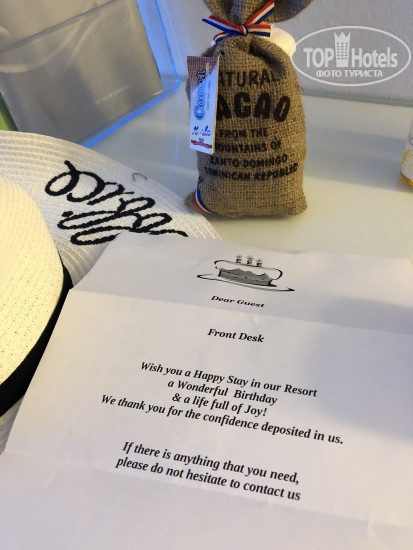 TOPHotels
ФОТО ТУРИСТА
NATURAL
CACAO
FROM THE
MOUNTAINS OF
SANTO DOMINGO
DOMINICAN REPUBLIC
Office
Dear Guest
Front Desk
Wish you a Happy Stay in our Resort
a Wonderful Birthday
& a life full of Joy!
We thank you for the confidence deposited in us.
If there is anything that you need,
please do not hesitate to contact us